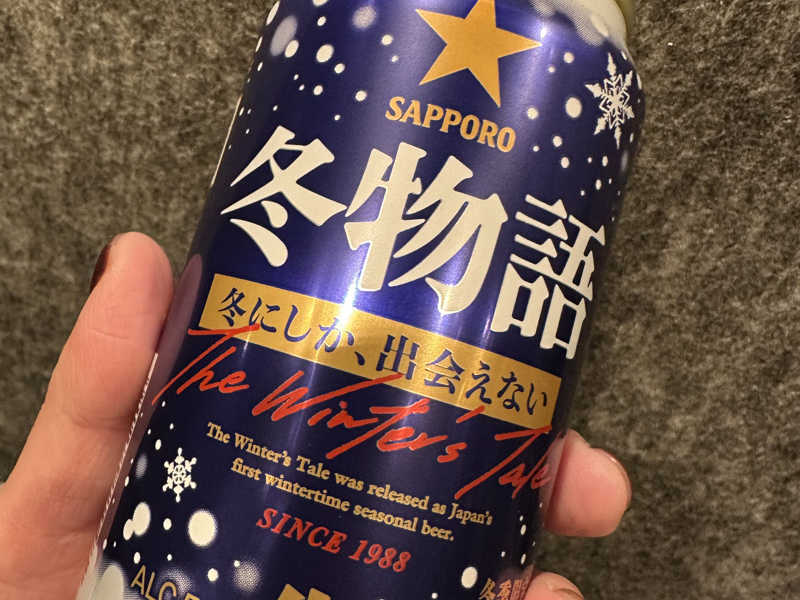 SAPPORO
冬物語
冬にしか、出会えない
The Winter's Tale
The Winter's Tale was released as Japan's
first wintertime seasonal beer.
SINCE 1988
ALC.